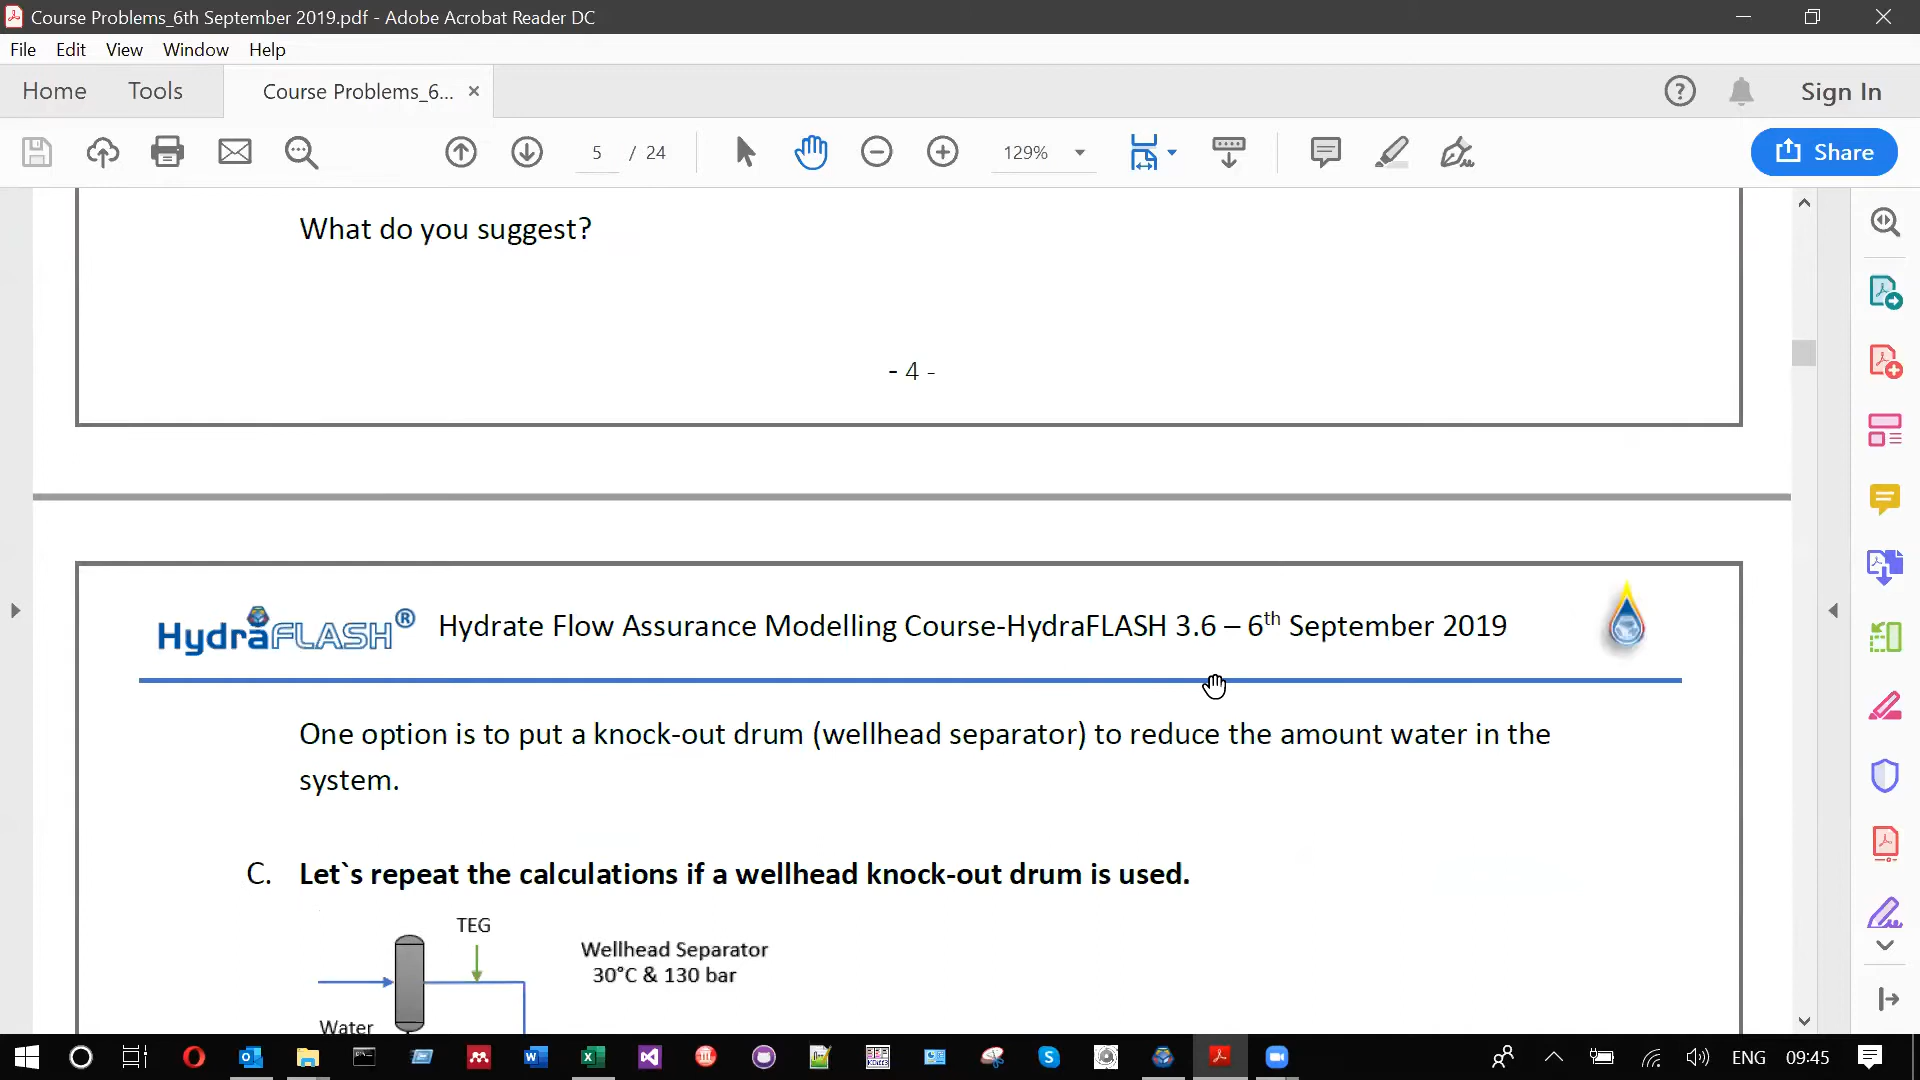 Course Problems_6th September 2019.pdf - Adobe Acrobat Reader DC
File Edit View Window Help
Home Tools Course Problems_6... × Sign In
5 / 24 129% Share
What do you suggest?
- 4 -
HydraFLASH® Hydrate Flow Assurance Modelling Course-HydraFLASH 3.6 – 6th September 2019
One option is to put a knock-out drum (wellhead separator) to reduce the amount water in the
system.
C. Let`s repeat the calculations if a wellhead knock-out drum is used.
TEG
Wellhead Separator
30°C & 130 bar
Water
ENG 09:45